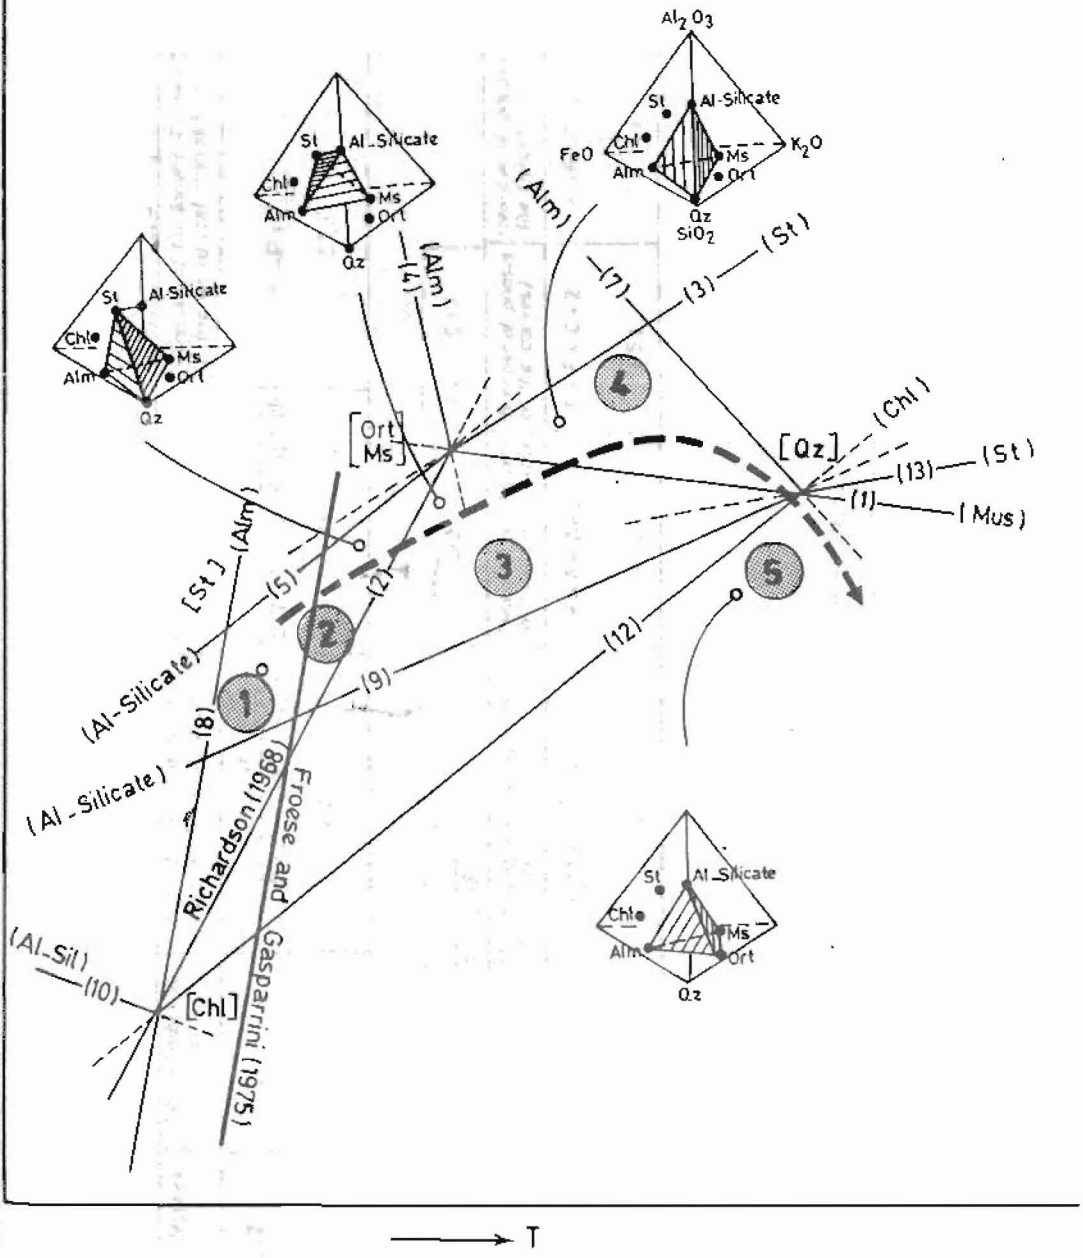 Al2O3
St
Al-Silicate
Chl
FeO
K2O
Alm
Ms
Ort
Qz
SiO2
St
Al-Silicate
Chl
Alm
Ms
Ort
Qz
St
Al-Silicate
Chl
Ms
Alm
Ort
Qz
(Alm)
(4)
(Alm)
(7)
(3)
(St)
4
[Ort
Ms]
[Qz]
(Chl)
(13)
(St)
(1)
(Mus)
[St]
(Alm)
(5)
(2)
3
5
2
(Al-Silicate)
1
(8)
(9)
(12)
(Al-Silicate)
Richardson (1968)
Froese and Gasparrini (1975)
St
Al-Silicate
Chl
Ms
Alm
Ort
Qz
(Al-Sil)
(10)
[Chl]
T